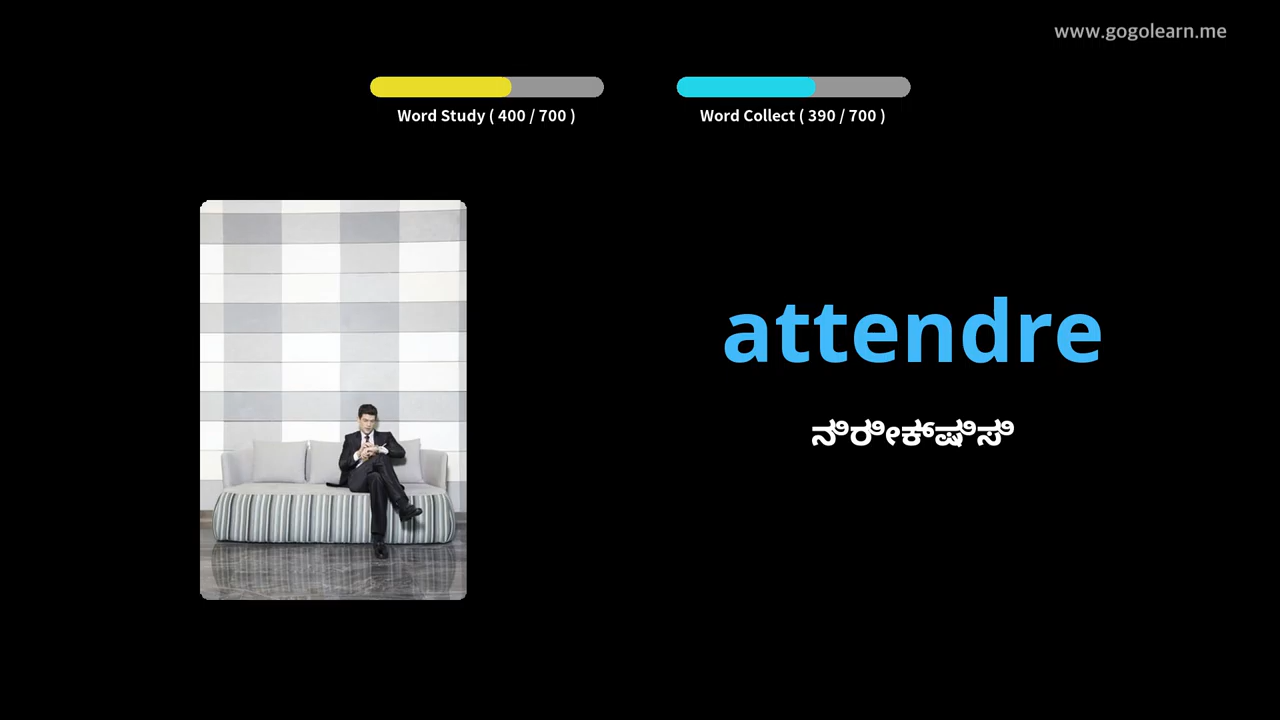 www.gogolearn.me
Word Study ( 400 / 700 )
Word Collect ( 390 / 700 )
attendre
ನಿರೀಕ್ಷಿಸಿ